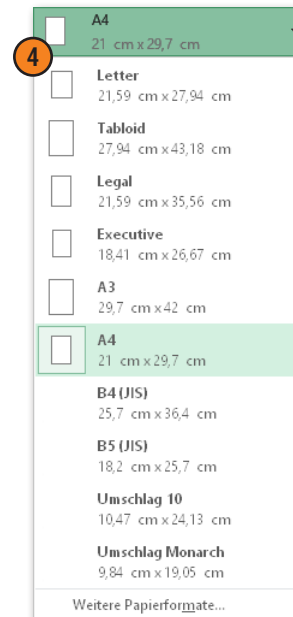 A4
21 cm x 29,7 cm
4
Letter
21,59 cm x 27,94 cm
Tabloid
27,94 cm x 43,18 cm
Legal
21,59 cm x 35,56 cm
Executive
18,41 cm x 26,67 cm
A3
29,7 cm x 42 cm
A4
21 cm x 29,7 cm
B4 (JIS)
25,7 cm x 36,4 cm
B5 (JIS)
18,2 cm x 25,7 cm
Umschlag 10
10,47 cm x 24,13 cm
Umschlag Monarch
9,84 cm x 19,05 cm
Weitere Papierformate...